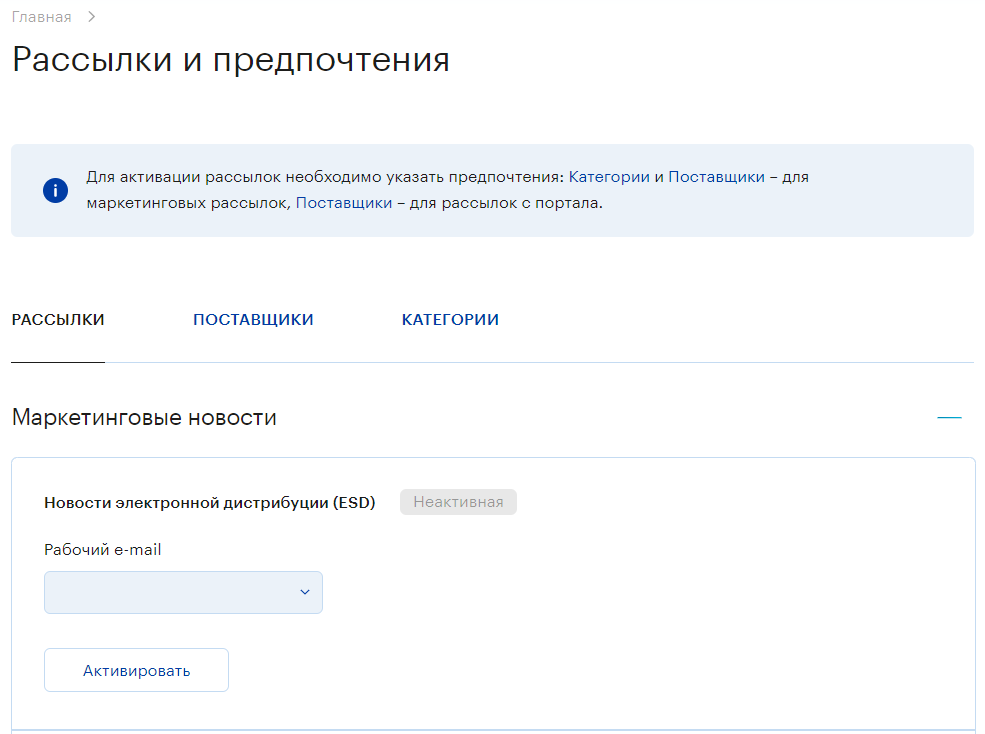 Главная
Рассылки и предпочтения
Для активации рассылок необходимо указать предпочтения: Категории и Поставщики – для
маркетинговых рассылок, Поставщики – для рассылок с портала.
РАССЫЛКИ ПОСТАВЩИКИ КАТЕГОРИИ
Маркетинговые новости
Новости электронной дистрибуции (ESD) Неактивная
Рабочий e-mail
Активировать